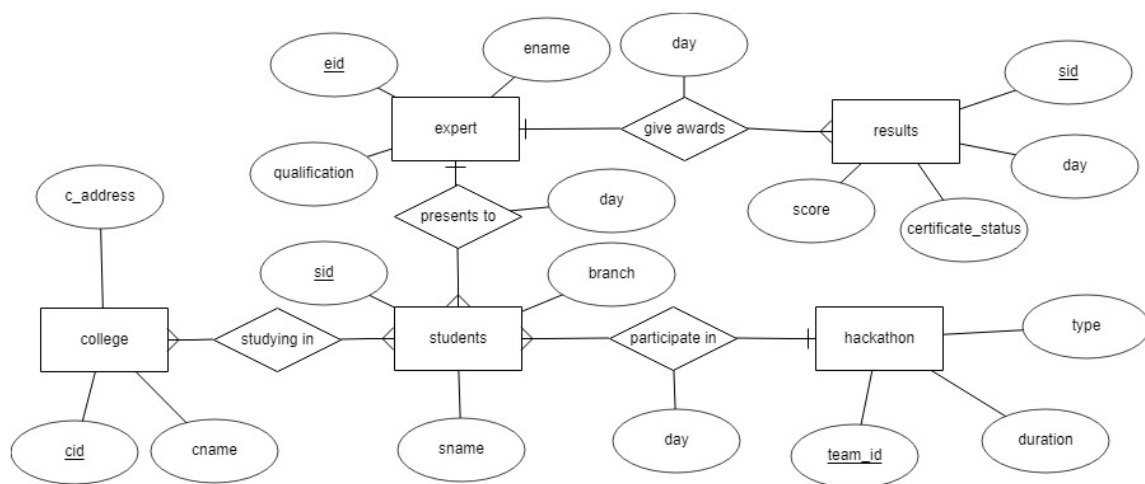 day
ename
eid
sid
expert
give awards
results
qualification
day
c_address
day
score
presents to
certificate_status
sid
branch
type
college
studying in
students
participate in
hackathon
cid
cname
sname
day
duration
team_id